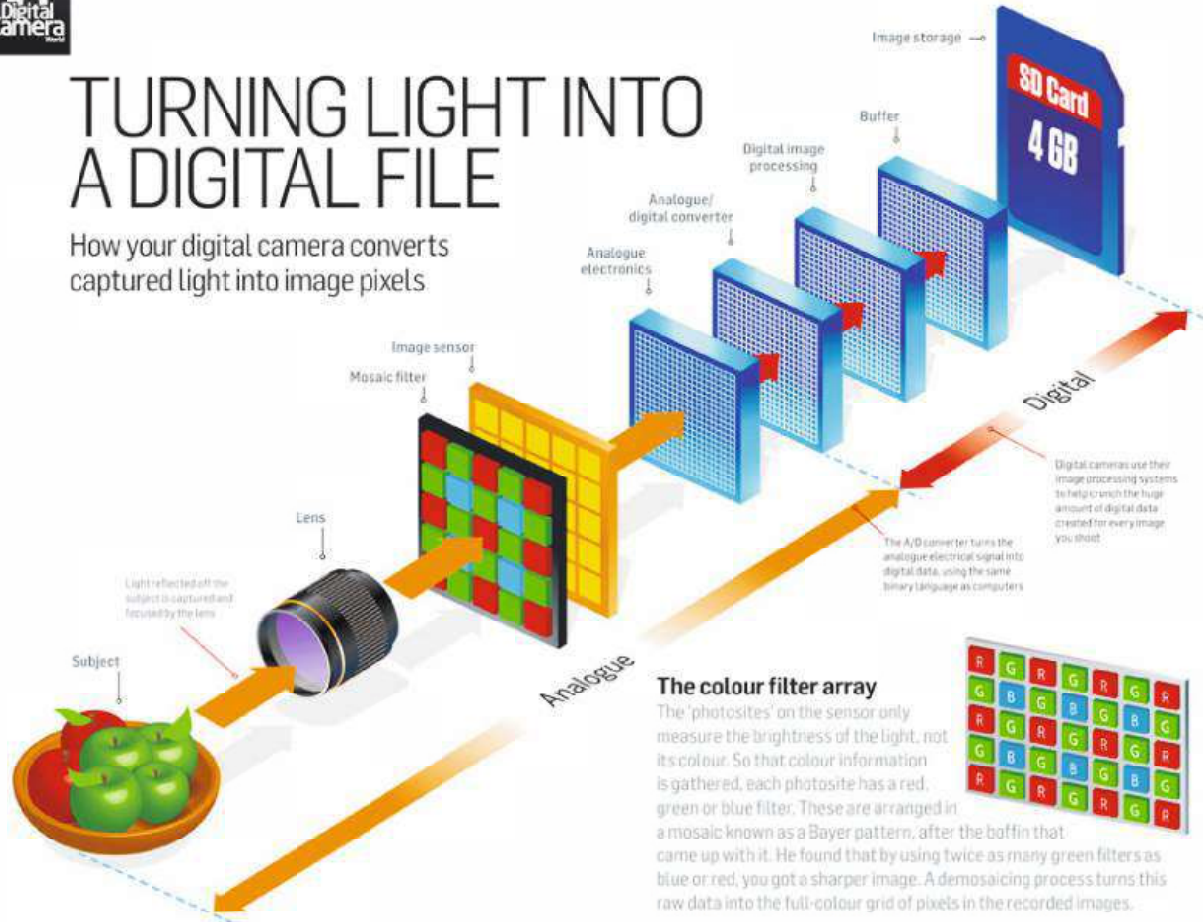 Digital
Camera
World
TURNING LIGHT INTO
A DIGITAL FILE
How your digital camera converts
captured light into image pixels
Image storage
SD Card
4 GB
Buffer
Digital image
processing
Analogue/
digital converter
Analogue
electronics
Image sensor
Mosaic filter
Lens
Light reflected off the
subject is captured and
focused by the lens
Subject
Analogue
Digital
Digital cameras use their
image processing systems
to help crunch the huge
amount of digital data
created for every image
you shoot
The A/D converter turns the
analogue electrical signal into
digital data, using the same
binary language as computers
The colour filter array
The 'photosites' on the sensor only
measure the brightness of the light, not
its colour. So that colour information
is gathered, each photosite has a red,
green or blue filter. These are arranged in
a mosaic known as a Bayer pattern, after the boffin that
came up with it. He found that by using twice as many green filters as
blue or red, you got a sharper image. A demosaicing process turns this
raw data into the full-colour grid of pixels in the recorded images.
R G R G R G R
G B G B G B G
R G R G R G R
G B G B G B G
R G R G R G R